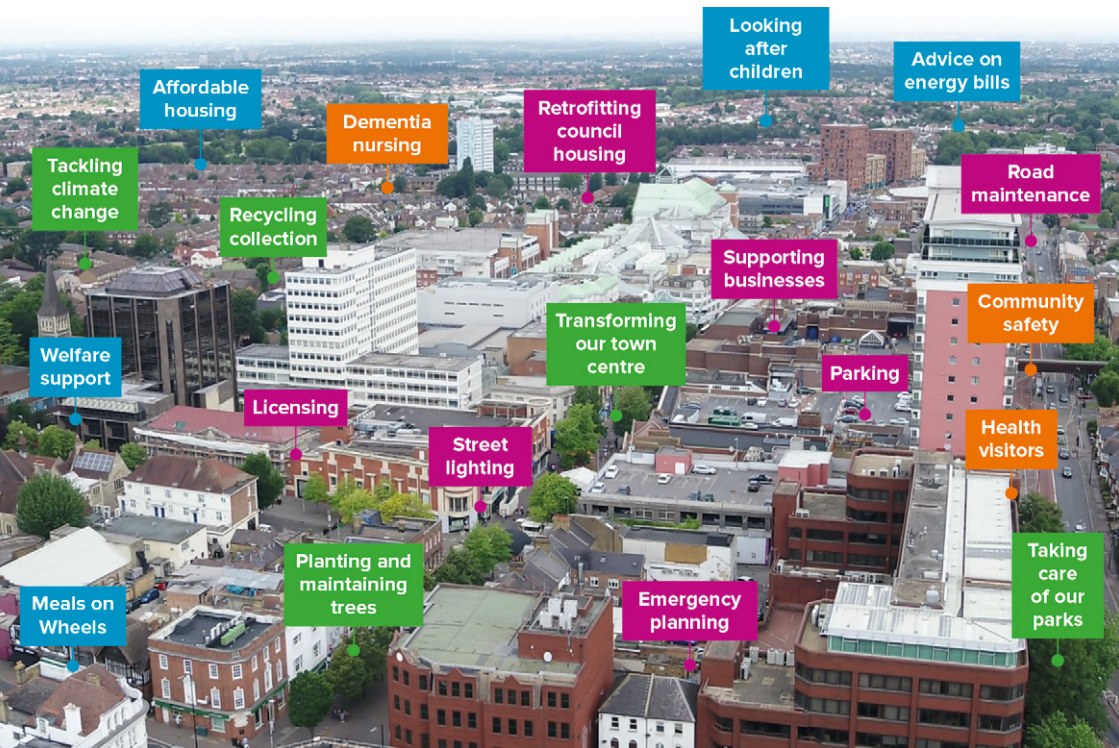 Looking
after
children
Advice on
energy bills
Affordable
housing
Retrofitting
council
housing
Dementia
nursing
Tackling
climate
change
Road
maintenance
Recycling
collection
Supporting
businesses
Community
safety
Transforming
our town
centre
Welfare
support
Parking
Licensing
Health
visitors
Street
lighting
Planting and
maintaining
trees
Taking
care
of our
parks
Emergency
planning
Meals on
Wheels